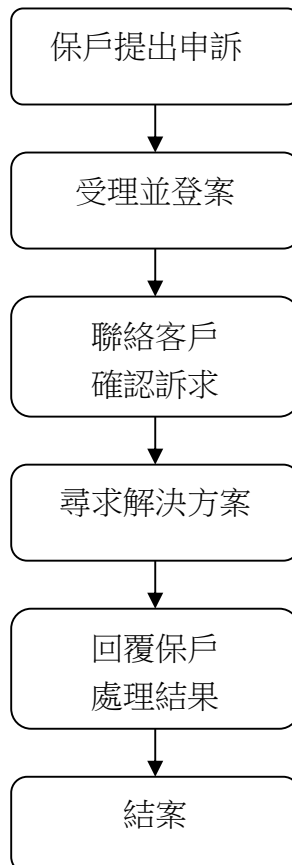 保戶提出申訴
受理並登案
聯絡客戶
確認訴求
尋求解決方案
回覆保戶
處理結果
結案